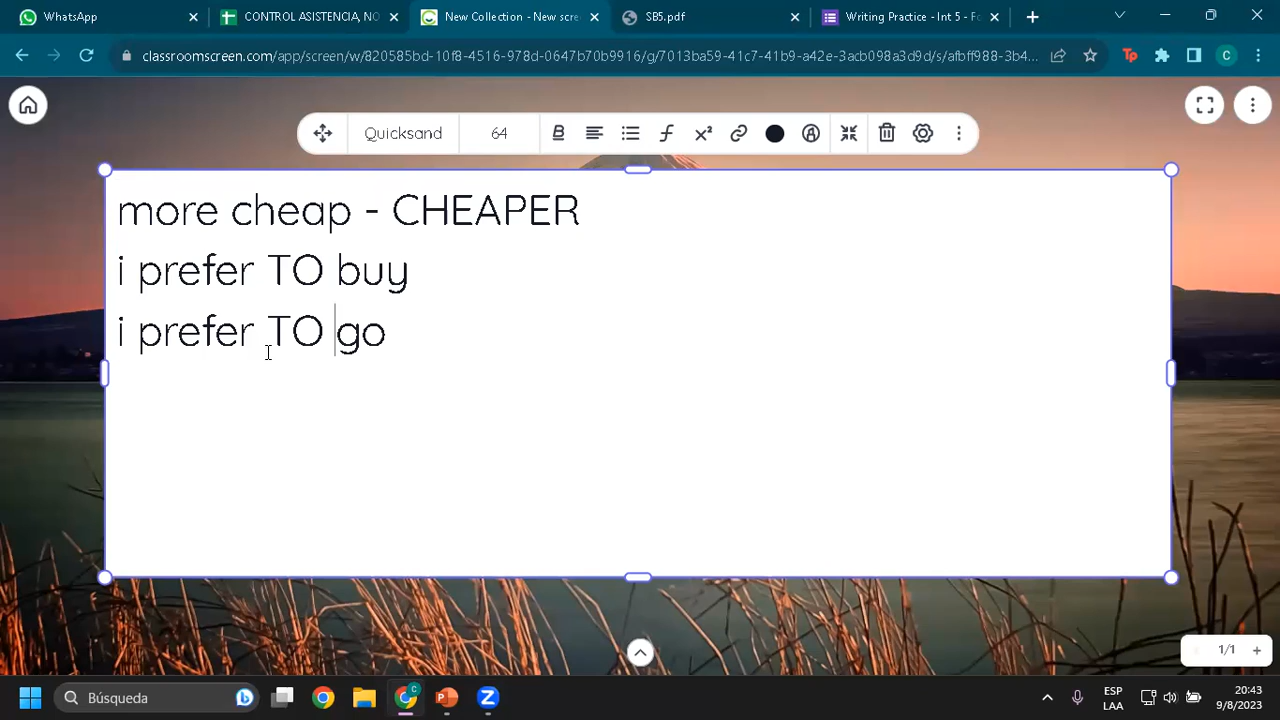 WhatsApp
CONTROL ASISTENCIA, NO
New Collection - New scre
SB5.pdf
Writing Practice - Int 5 - Fo
classroomscreen.com/app/screen/w/820585bd-10f8-4516-978d-0647b70b9916/g/7013ba59-41c7-41b9-a42e-3acb098a3d9d/s/afbff988-3b4...
Quicksand
64
more cheap - CHEAPER
i prefer TO buy
i prefer TO go
1/1
Búsqueda
ESP
LAA
20:43
9/8/2023